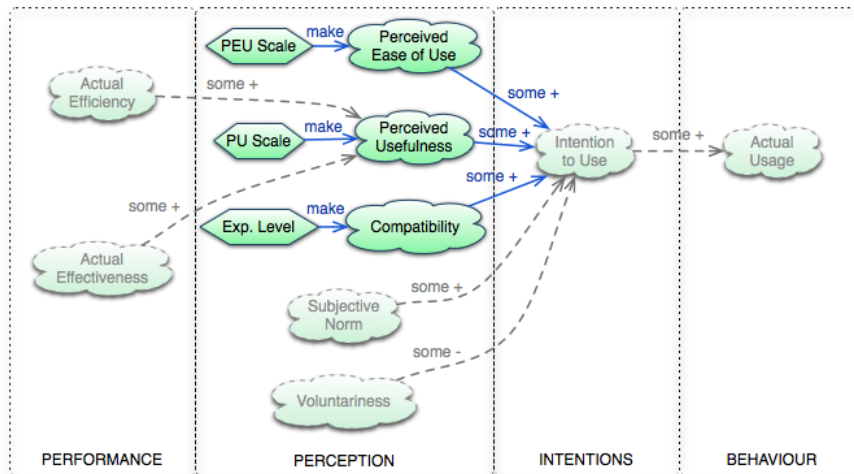 PEU Scale
make
Perceived
Ease of Use
some +
Actual
Efficiency
some +
PU Scale
make
Perceived
Usefulness
some +
Intention
to Use
some +
Actual
Usage
some +
some +
Exp. Level
make
Compatibility
Actual
Effectiveness
Subjective
Norm
some +
some -
Voluntariness
PERFORMANCE
PERCEPTION
INTENTIONS
BEHAVIOUR